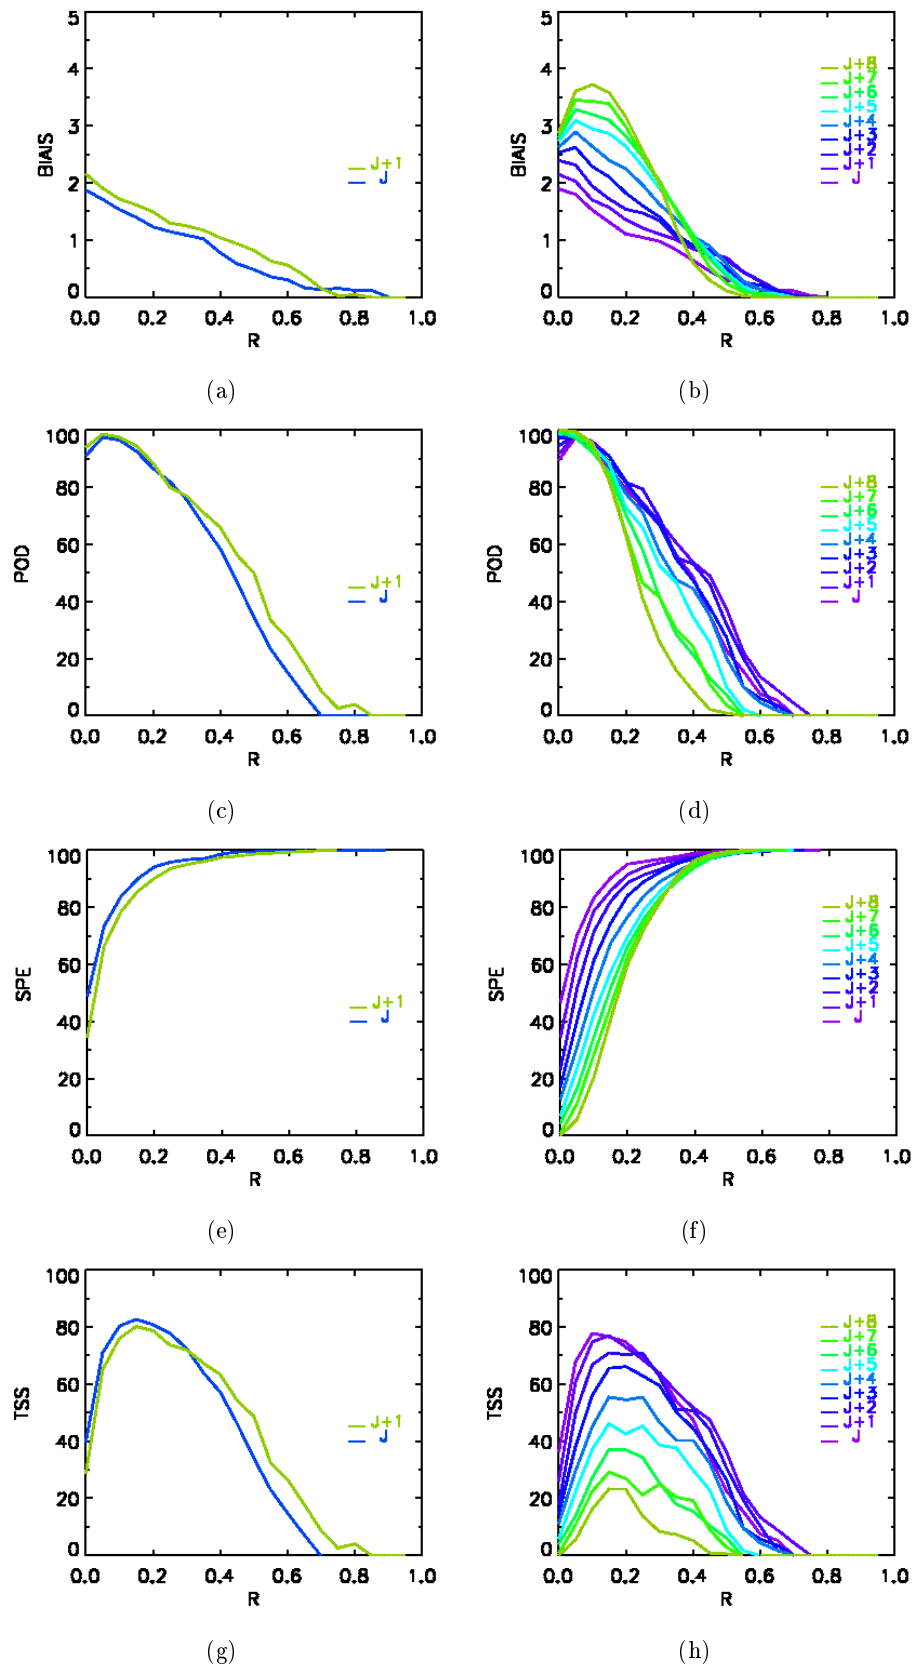 5
4
3
2
1
0
BIAIS
J+1
J
0.0 0.2 0.4 0.6 0.8 1.0
R
(a)
5
4
3
2
1
0
BIAIS
J+8
J+7
J+6
J+5
J+4
J+3
J+2
J+1
J
0.0 0.2 0.4 0.6 0.8 1.0
R
(b)
100
80
60
40
20
0
POD
J+1
J
0.0 0.2 0.4 0.6 0.8 1.0
R
(c)
100
80
60
40
20
0
POD
J+8
J+7
J+6
J+5
J+4
J+3
J+2
J+1
J
0.0 0.2 0.4 0.6 0.8 1.0
R
(d)
100
80
60
40
20
0
SPE
J+1
J
0.0 0.2 0.4 0.6 0.8 1.0
R
(e)
100
80
60
40
20
0
SPE
J+8
J+7
J+6
J+5
J+4
J+3
J+2
J+1
J
0.0 0.2 0.4 0.6 0.8 1.0
R
(f)
100
80
60
40
20
0
TSS
J+1
J
0.0 0.2 0.4 0.6 0.8 1.0
R
(g)
100
80
60
40
20
0
TSS
J+8
J+7
J+6
J+5
J+4
J+3
J+2
J+1
J
0.0 0.2 0.4 0.6 0.8 1.0
R
(h)